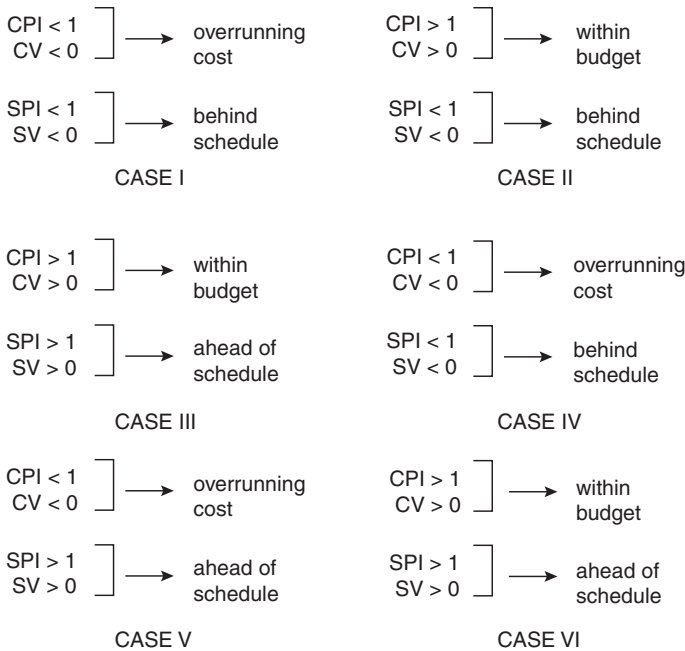 CPI < 1
CV < 0
overrunning
cost
SPI < 1
SV < 0
behind
schedule
CASE I
CPI > 1
CV > 0
within
budget
SPI < 1
SV < 0
behind
schedule
CASE II
CPI > 1
CV > 0
within
budget
SPI > 1
SV > 0
ahead of
schedule
CASE III
CPI < 1
CV < 0
overrunning
cost
SPI < 1
SV < 0
behind
schedule
CASE IV
CPI < 1
CV < 0
overrunning
cost
SPI > 1
SV > 0
ahead of
schedule
CASE V
CPI > 1
CV > 0
within
budget
SPI > 1
SV > 0
ahead of
schedule
CASE VI